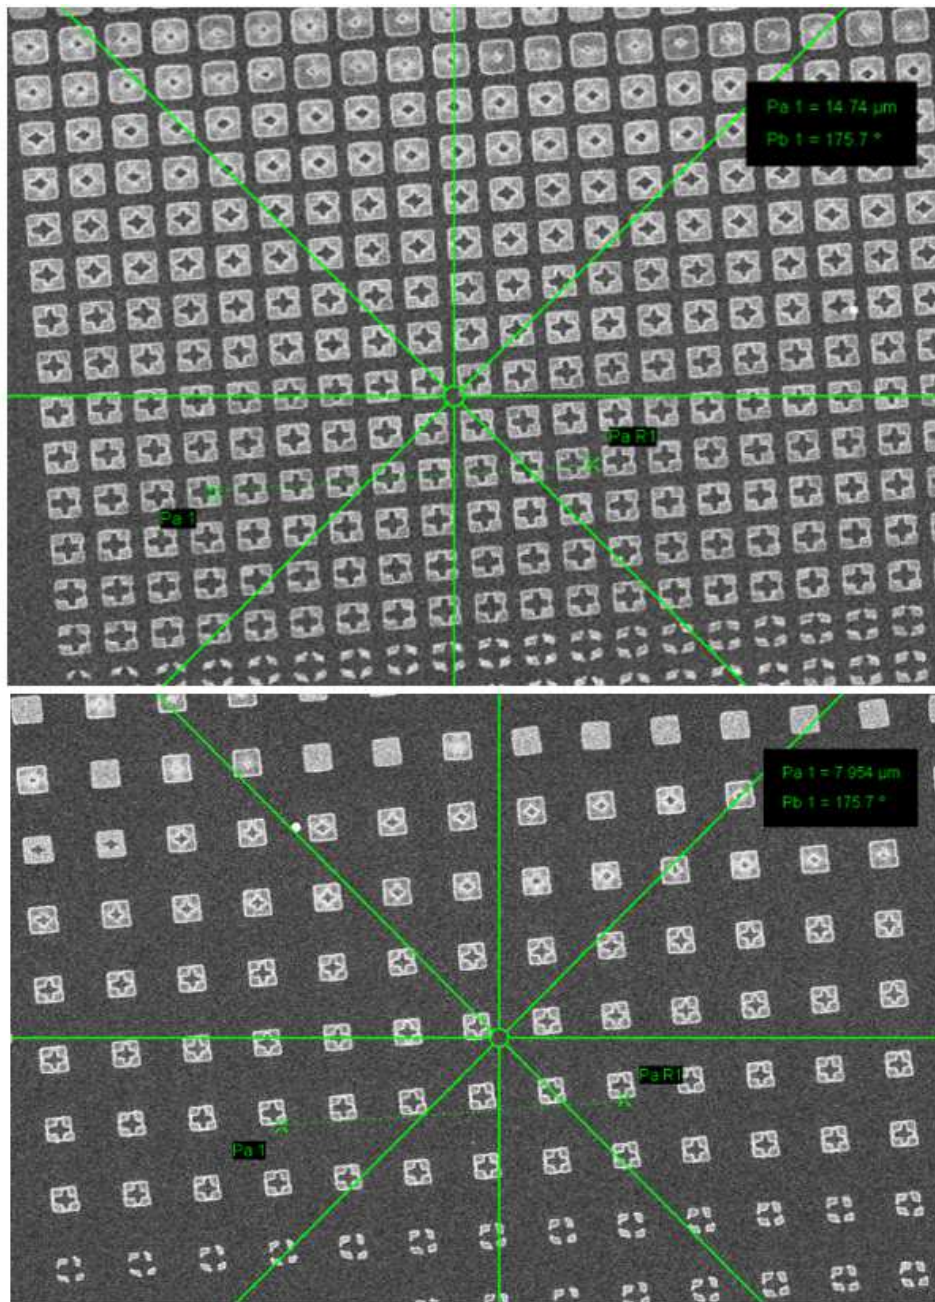 Pa 1 = 14.74 µm
Pb 1 = 175.7 °
Pa R1
Pa 1
Pa 1 = 7.954 µm
Pb 1 = 175.7 °
Pa R1
Pa 1